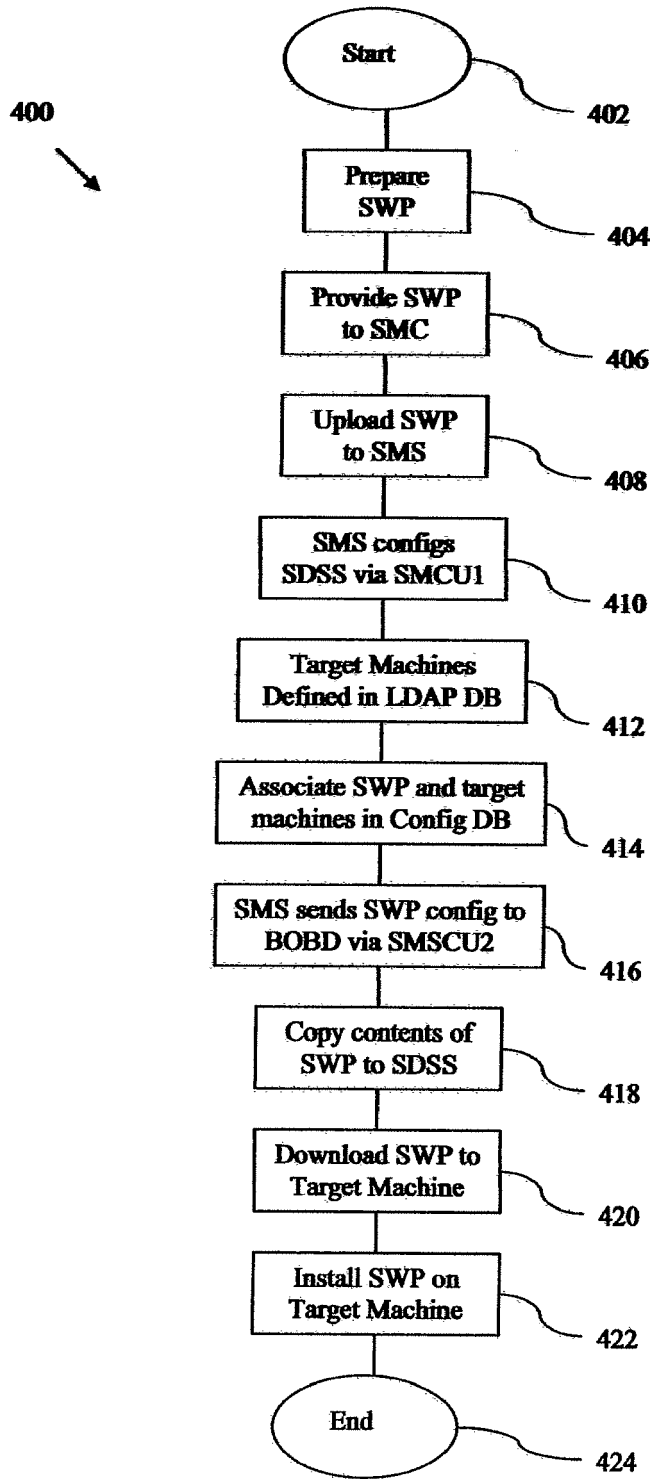 Start
400
402
Prepare
SWP
404
Provide SWP
to SMC
406
Upload SWP
to SMS
408
SMS configs
SDSS via SMCU1
410
Target Machines
Defined in LDAP DB
412
Associate SWP and target
machines in Config DB
414
SMS sends SWP config to
BOBD via SMSCU2
416
Copy contents of
SWP to SDSS
418
Download SWP to
Target Machine
420
Install SWP on
Target Machine
422
End
424